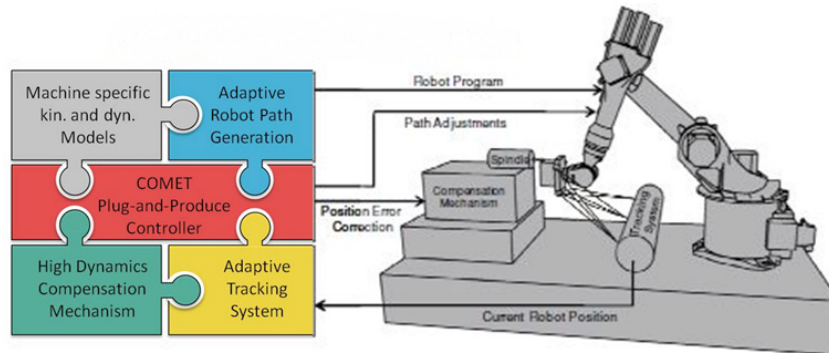 Machine specific
kin. and dyn.
Models
Adaptive
Robot Path
Generation
COMET
Plug-and-Produce
Controller
High Dynamics
Compensation
Mechanism
Adaptive
Tracking
System
Robot Program
Path Adjustments
Position Error
Correction
Spindle
Compensation
Mechanism
Tracking
System
Current Robot Position